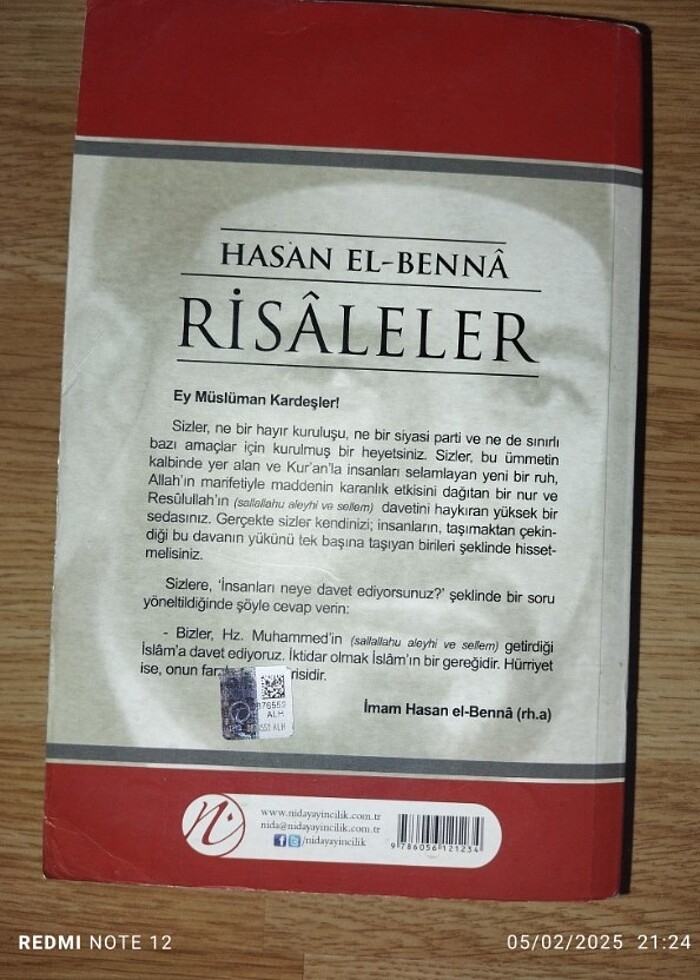 HASAN EL-BENNÂ
RİSÂLELER
Ey Müslüman Kardeşler!
Sizler, ne bir hayır kuruluşu, ne bir siyasi parti ve ne de sınırlı
bazı amaçlar için kurulmuş bir heyetsiniz. Sizler, bu ümmetin
kalbinde yer alan ve Kur'an'la insanları selamlayan yeni bir ruh,
Allah'ın marifetiyle maddenin karanlık etkisini dağıtan bir nur ve
Resûlullah'ın (sallallahu aleyhi ve sellem) davetini haykıran yüksek bir
sedasınız. Gerçekte sizler kendinizi; insanların, taşımaktan çekin-
diği bu davanın yükünü tek başına taşıyan birileri şeklinde hisset-
melisiniz.
Sizlere, 'İnsanları neye davet ediyorsunuz?' şeklinde bir soru
yöneltildiğinde şöyle cevap verin:
- Bizler, Hz. Muhammed'in (sallallahu aleyhi ve sellem) getirdiği
İslâm'a davet ediyoruz. İktidar olmak İslâm'ın bir gereğidir. Hürriyet
ise, onun
İmam Hasan el-Bennâ (rh.a)
76552
ALH
www.nidayayincilik.com.tr
nida@nidayayincilik.com.tr
/nidayayincilik
9 786056 121234
REDMI NOTE 12
05/02/2025 21:24